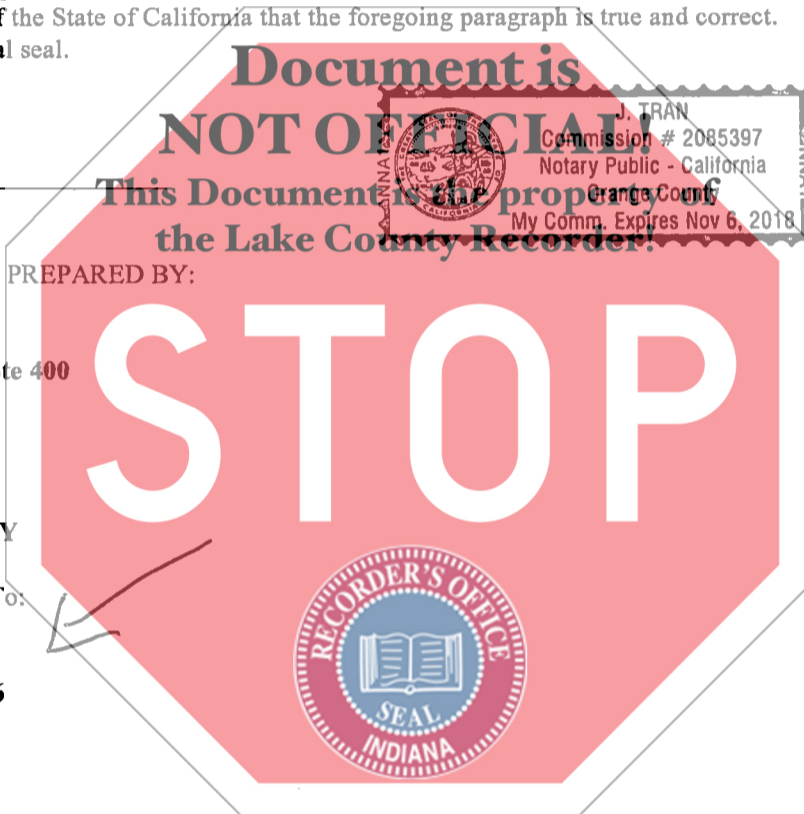 f the State of California that the foregoing paragraph is true and correct.
al seal.
Document is
NOT OFFICIAL!
This Document is the property of
the Lake County Recorder!
J. TRAN
Commission # 2085397
Notary Public - California
Orange County
My Comm. Expires Nov 6, 2018
PREPARED BY:
te 400
STOP
Y
To:
RECORDER'S OFFICE
SEAL
INDIANA